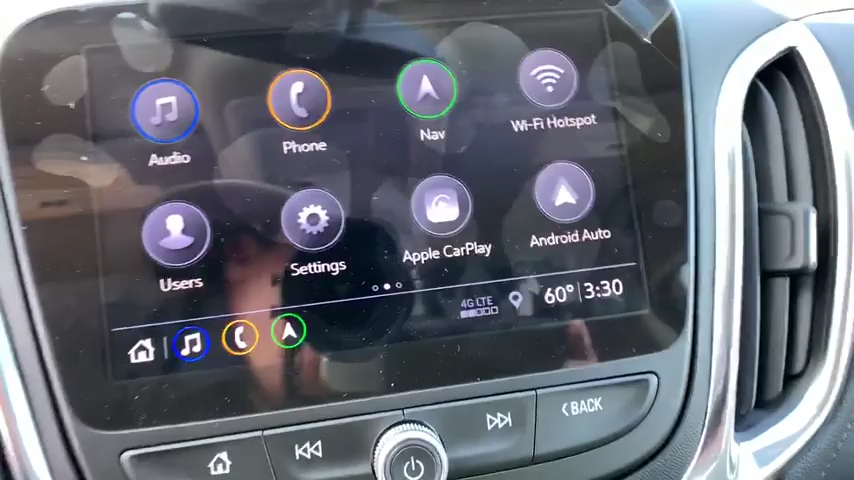 Audio
Phone
Nav
Wi-Fi Hotspot
Users
Settings
Apple CarPlay
Android Auto
4G LTE
60° 3:30
BACK